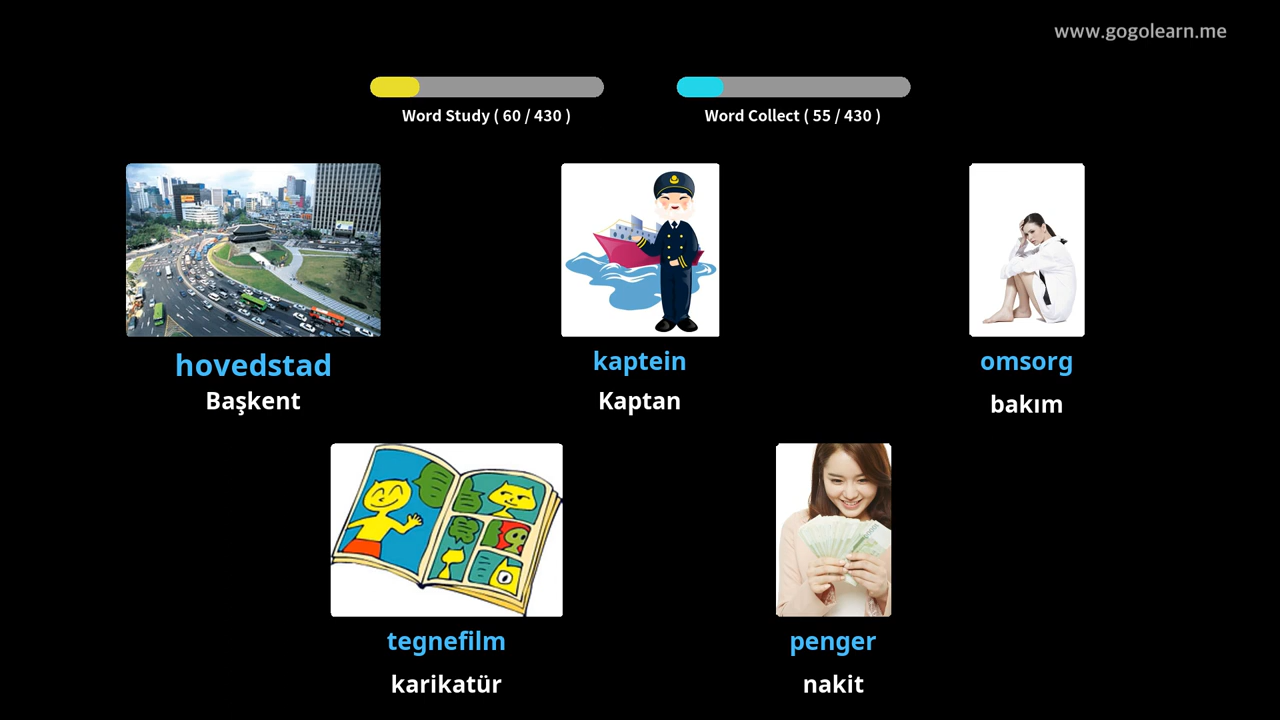 www.gogolearn.me
Word Study ( 60 / 430 )
Word Collect ( 55 / 430 )
hovedstad
Başkent
kaptein
Kaptan
omsorg
bakım
tegnefilm
karikatür
penger
nakit